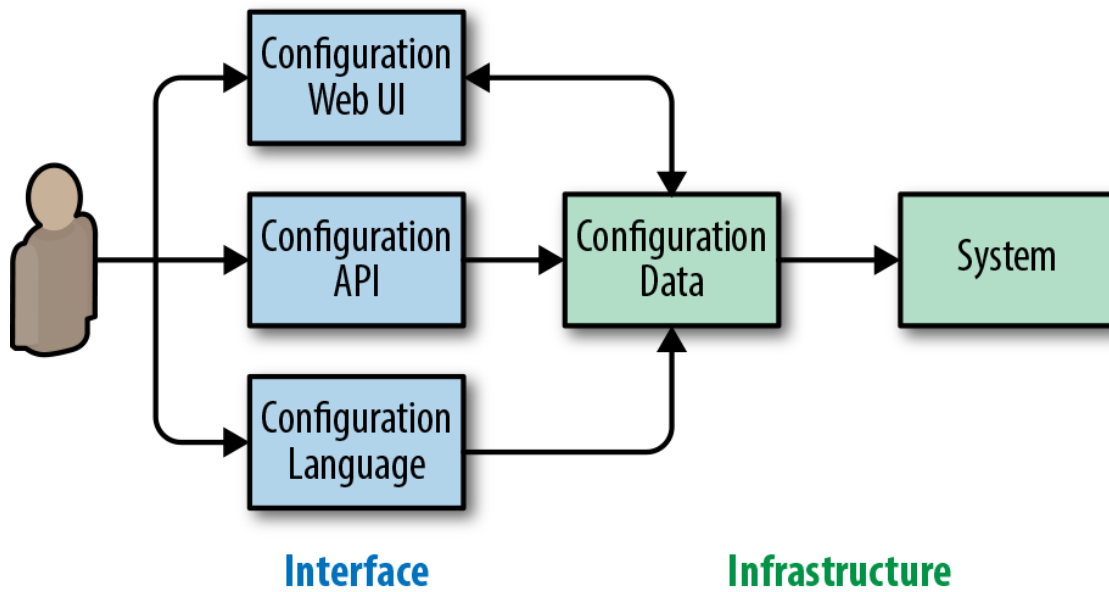 Configuration
Web UI
Configuration
API
Configuration
Data
System
Configuration
Language
Interface
Infrastructure